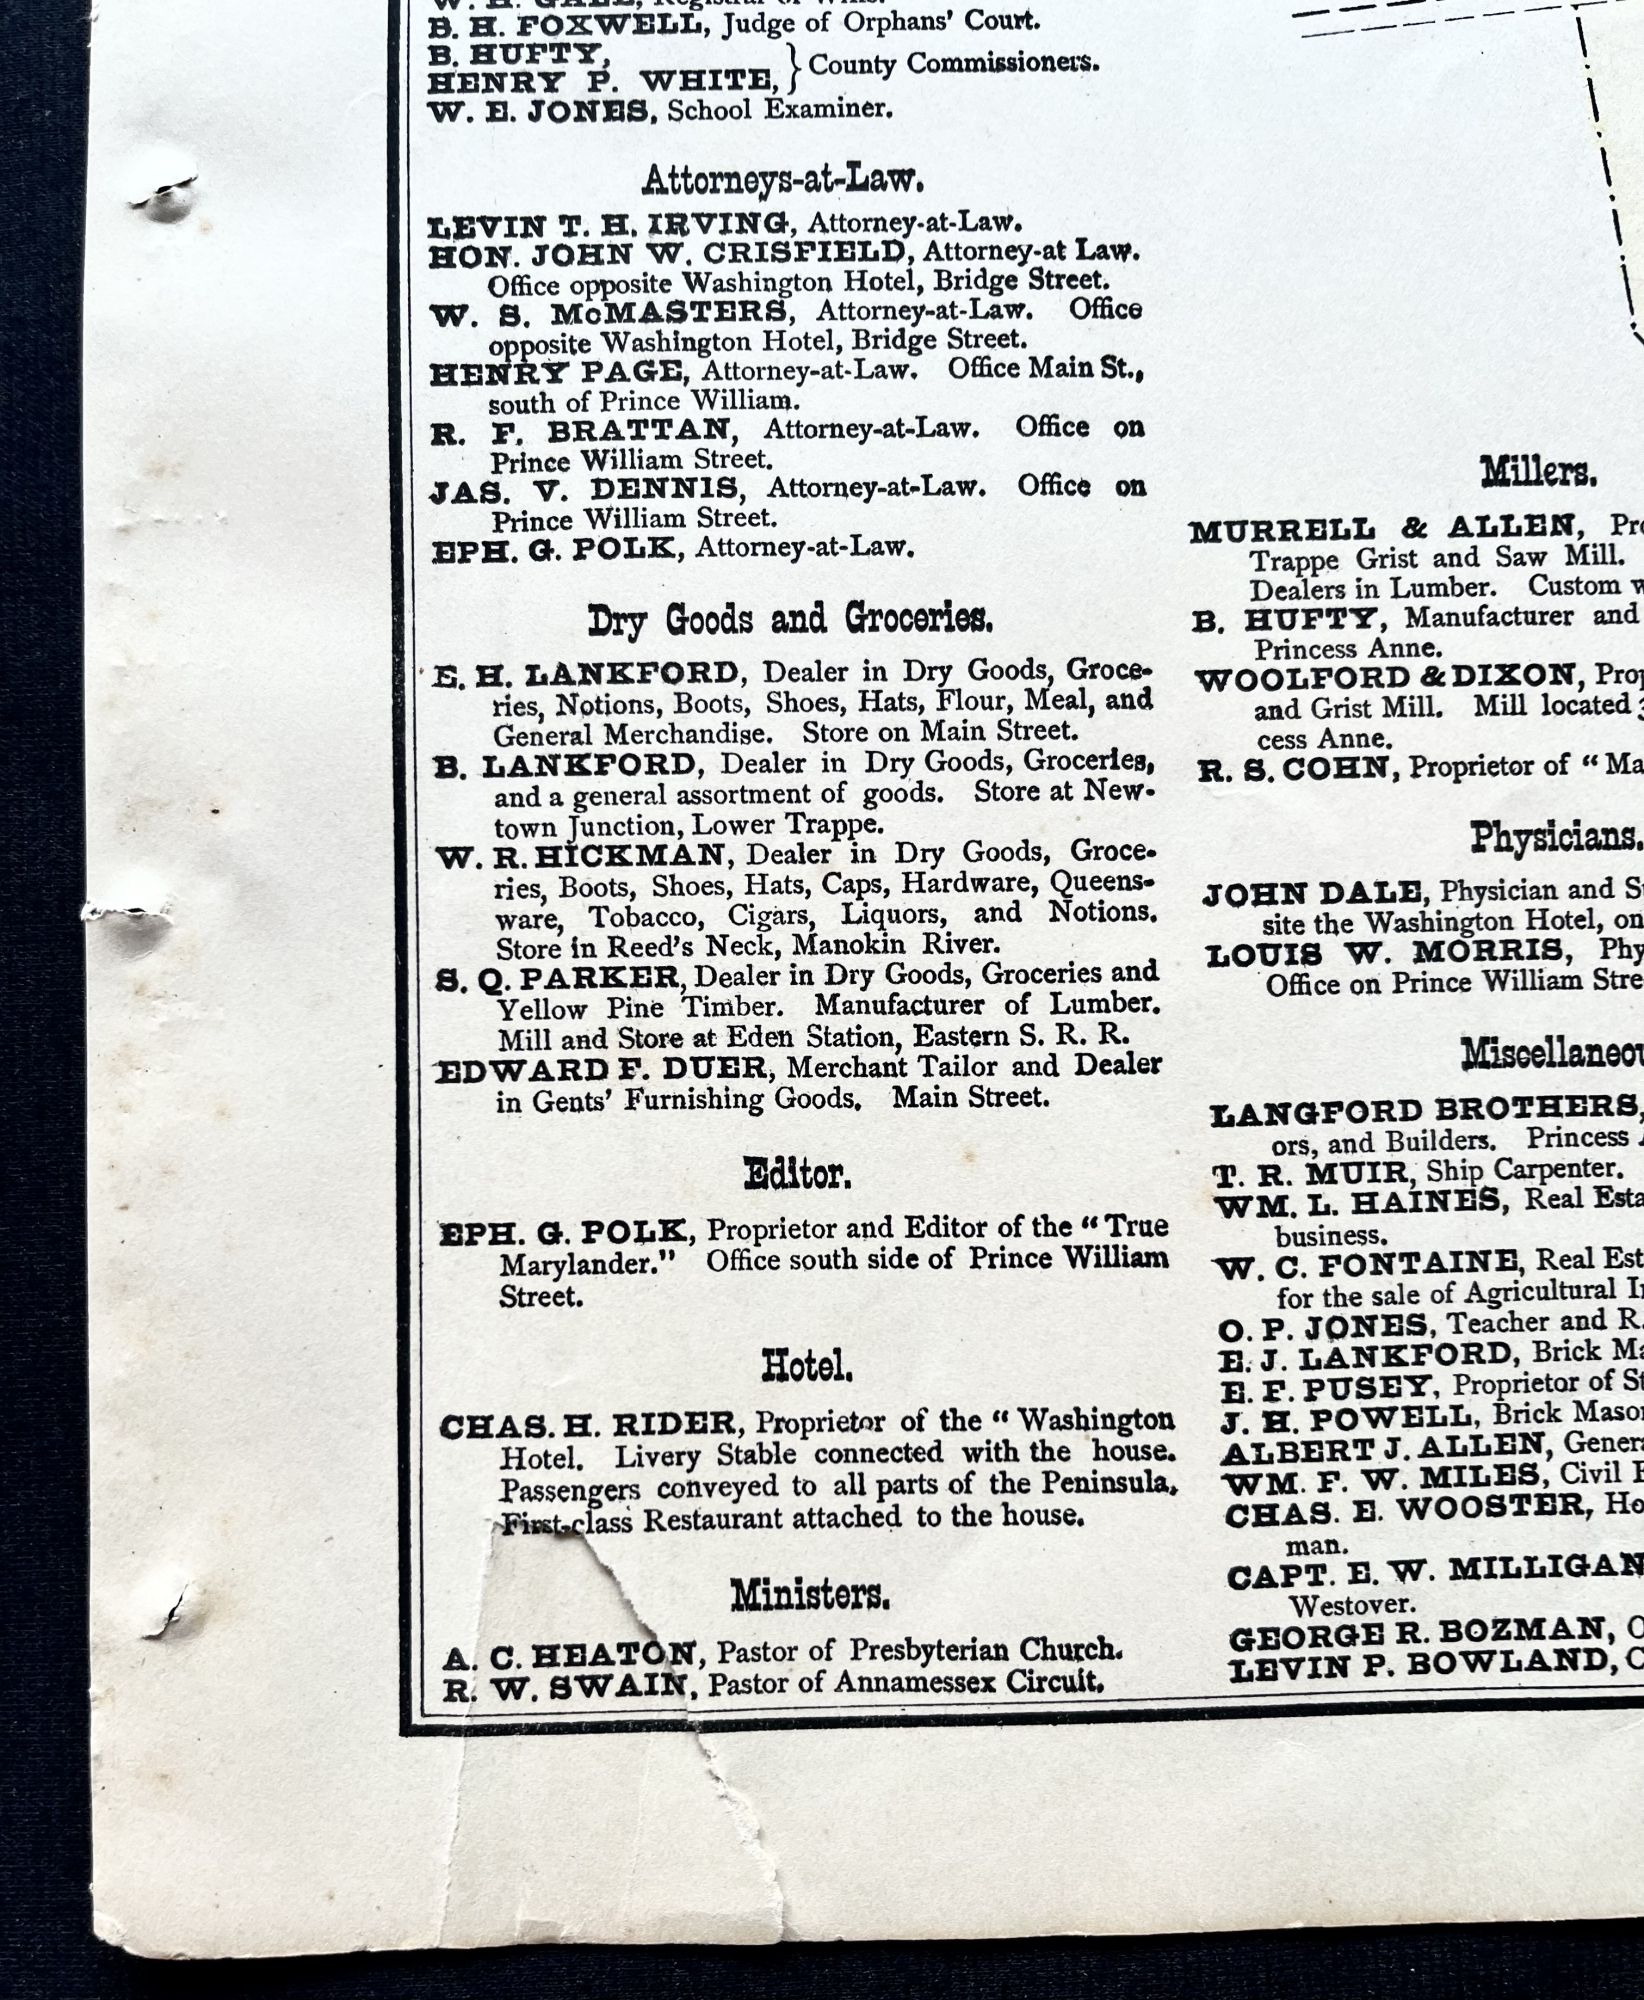 B. H. FOXWELL, Judge of Orphans' Court.
B. HUFTY,
HENRY P. WHITE, } County Commissioners.
W. E. JONES, School Examiner.
Attorneys-at-Law.
LEVIN T. H. IRVING, Attorney-at-Law.
HON. JOHN W. CRISFIELD, Attorney-at Law.
Office opposite Washington Hotel, Bridge Street.
W. S. McMASTERS, Attorney-at-Law. Office
opposite Washington Hotel, Bridge Street.
HENRY PAGE, Attorney-at-Law. Office Main St.,
south of Prince William.
R. F. BRATTAN, Attorney-at-Law. Office on
Prince William Street.
JAS. V. DENNIS, Attorney-at-Law. Office on
Prince William Street.
EPH. G. POLK, Attorney-at-Law.
Dry Goods and Groceries.
E. H. LANKFORD, Dealer in Dry Goods, Groce-
ries, Notions, Boots, Shoes, Hats, Flour, Meal, and
General Merchandise. Store on Main Street.
B. LANKFORD, Dealer in Dry Goods, Groceries,
and a general assortment of goods. Store at New-
town Junction, Lower Trappe.
W. R. HICKMAN, Dealer in Dry Goods, Groce-
ries, Boots, Shoes, Hats, Caps, Hardware, Queens-
ware, Tobacco, Cigars, Liquors, and Notions.
Store in Reed's Neck, Manokin River.
S. Q. PARKER, Dealer in Dry Goods, Groceries and
Yellow Pine Timber. Manufacturer of Lumber.
Mill and Store at Eden Station, Eastern S. R. R.
EDWARD F. DUER, Merchant Tailor and Dealer
in Gents' Furnishing Goods. Main Street.
Editor.
EPH. G. POLK, Proprietor and Editor of the "True
Marylander." Office south side of Prince William
Street.
Hotel.
CHAS. H. RIDER, Proprietor of the "Washington
Hotel. Livery Stable connected with the house.
Passengers conveyed to all parts of the Peninsula.
First-class Restaurant attached to the house.
Ministers.
A. C. HEATON, Pastor of Presbyterian Church.
R. W. SWAIN, Pastor of Annamessex Circuit.
Millers.
MURRELL & ALLEN,
Trappe Grist and Saw Mill.
Dealers in Lumber. Custom
B. HUFTY, Manufacturer and
Princess Anne.
WOOLFORD & DIXON,
and Grist Mill. Mill located
cess Anne.
R. S. COHN, Proprietor of "
Physicians.
JOHN DALE, Physician and
site the Washington Hotel, on
LOUIS W. MORRIS,
Office on Prince William
Miscellaneou
LANGFORD BROTHERS,
ors, and Builders. Princess
T. R. MUIR, Ship Carpenter.
WM. L. HAINES, Real
business.
W. C. FONTAINE, Real
for the sale of Agricultural
O. P. JONES, Teacher and R.
E. J. LANKFORD, Brick
E. F. PUSEY, Proprietor of
J. H. POWELL, Brick Mason
ALBERT J. ALLEN,
WM. F. W. MILES, Civil
CHAS. E. WOOSTER,
man.
CAPT. E. W. MILLIGAN
Westover.
GEORGE R. BOZMAN,
LEVIN P. BOWLAND,